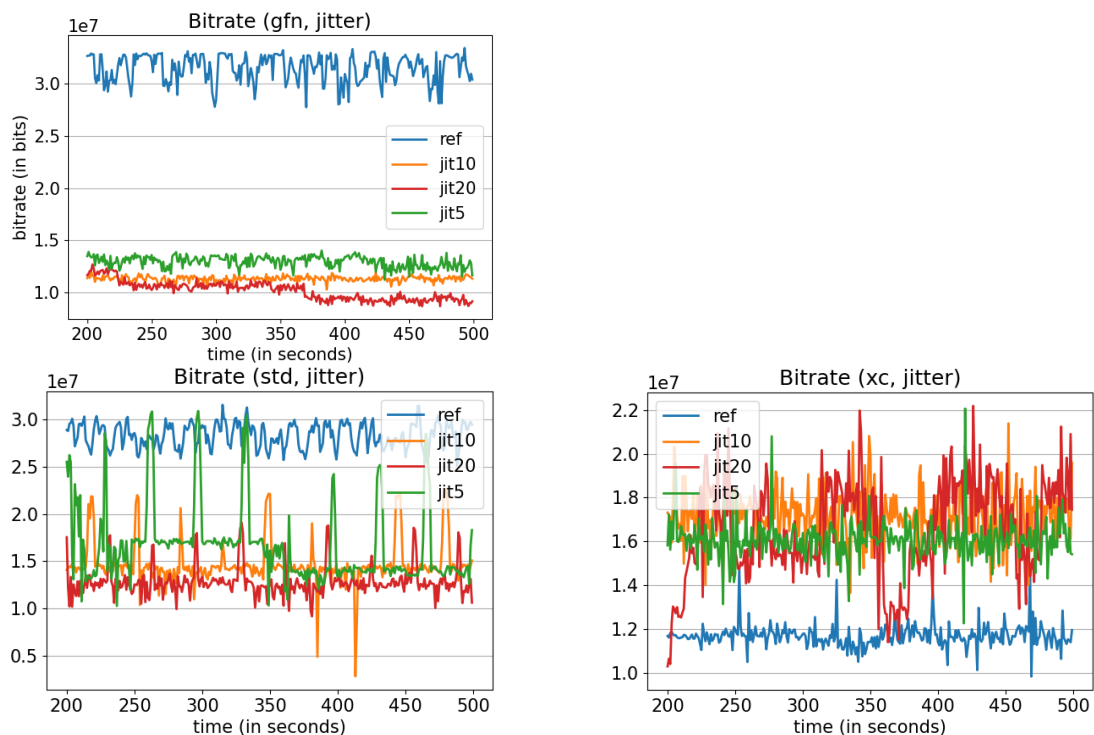 Bitrate (gfn, jitter)
1e7
3.0
2.5
2.0
1.5
1.0
bitrate (in bits)
ref
jit10
jit20
jit5
200
250
300
350
400
450
500
time (in seconds)
Bitrate (std, jitter)
1e7
3.0
2.5
2.0
1.5
1.0
0.5
ref
jit10
jit20
jit5
200
250
300
350
400
450
500
time (in seconds)
Bitrate (xc, jitter)
1e7
2.2
2.0
1.8
1.6
1.4
1.2
1.0
ref
jit10
jit20
jit5
200
250
300
350
400
450
500
time (in seconds)